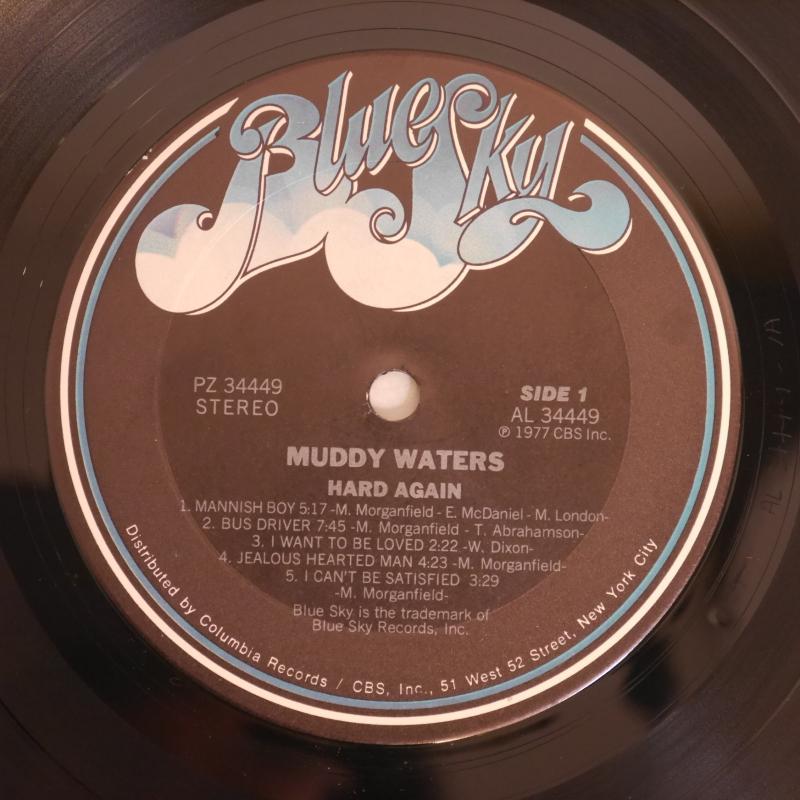 Blue Sky
PZ 34449
STEREO
SIDE 1
AL 34449
℗ 1977 CBS Inc.
MUDDY WATERS
HARD AGAIN
1. MANNISH BOY 5:17 -M. Morganfield - E. McDaniel - M. London-
2. BUS DRIVER 7:45 -M. Morganfield - T. Abrahamson-
3. I WANT TO BE LOVED 2:22 -W. Dixon-
4. JEALOUS HEARTED MAN 4:23 -M. Morganfield-
5. I CAN'T BE SATISFIED 3:29
-M. Morganfield-
Blue Sky is the trademark of
Blue Sky Records, Inc.
Distributed by Columbia Records / CBS, Inc., 51 West 52 Street, New York City